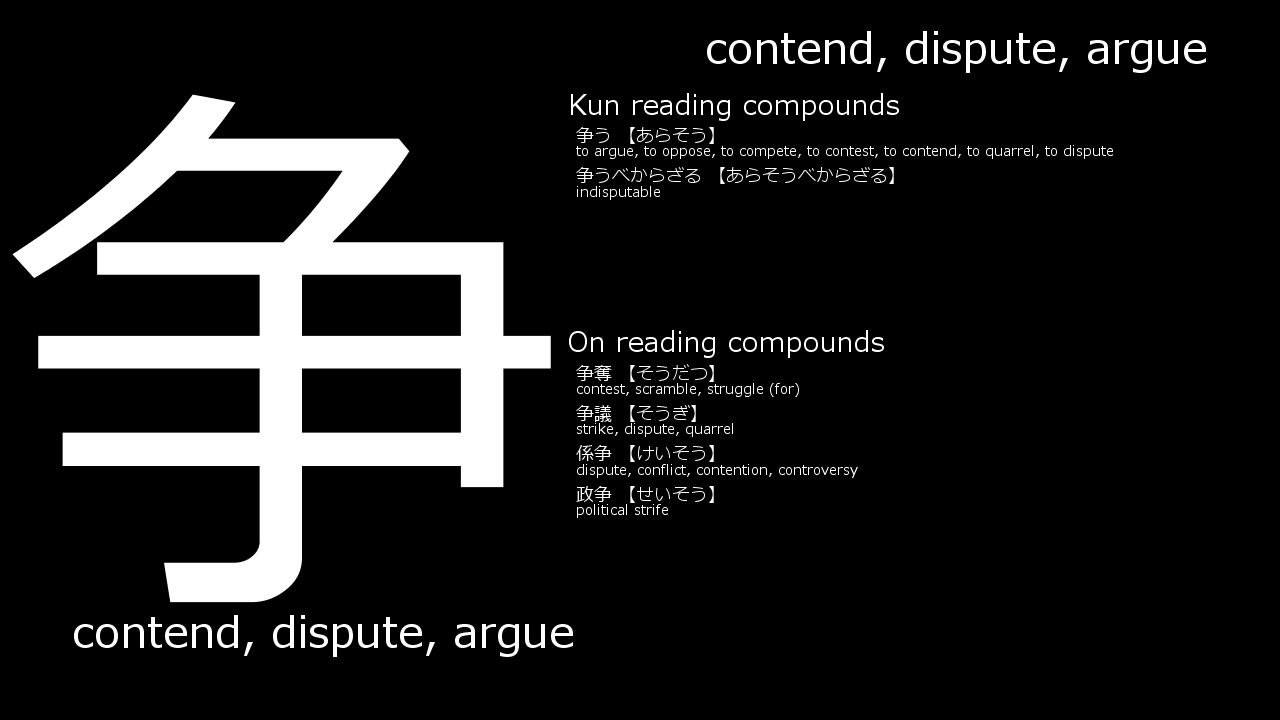 contend, dispute, argue
争
Kun reading compounds
争う 【あらそう】
to argue, to oppose, to compete, to contest, to contend, to quarrel, to dispute
争うべからざる 【あらそうべからざる】
indisputable
On reading compounds
争奪 【そうだつ】
contest, scramble, struggle (for)
争議 【そうぎ】
strike, dispute, quarrel
係争 【けいそう】
dispute, conflict, contention, controversy
政争 【せいそう】
political strife
contend, dispute, argue